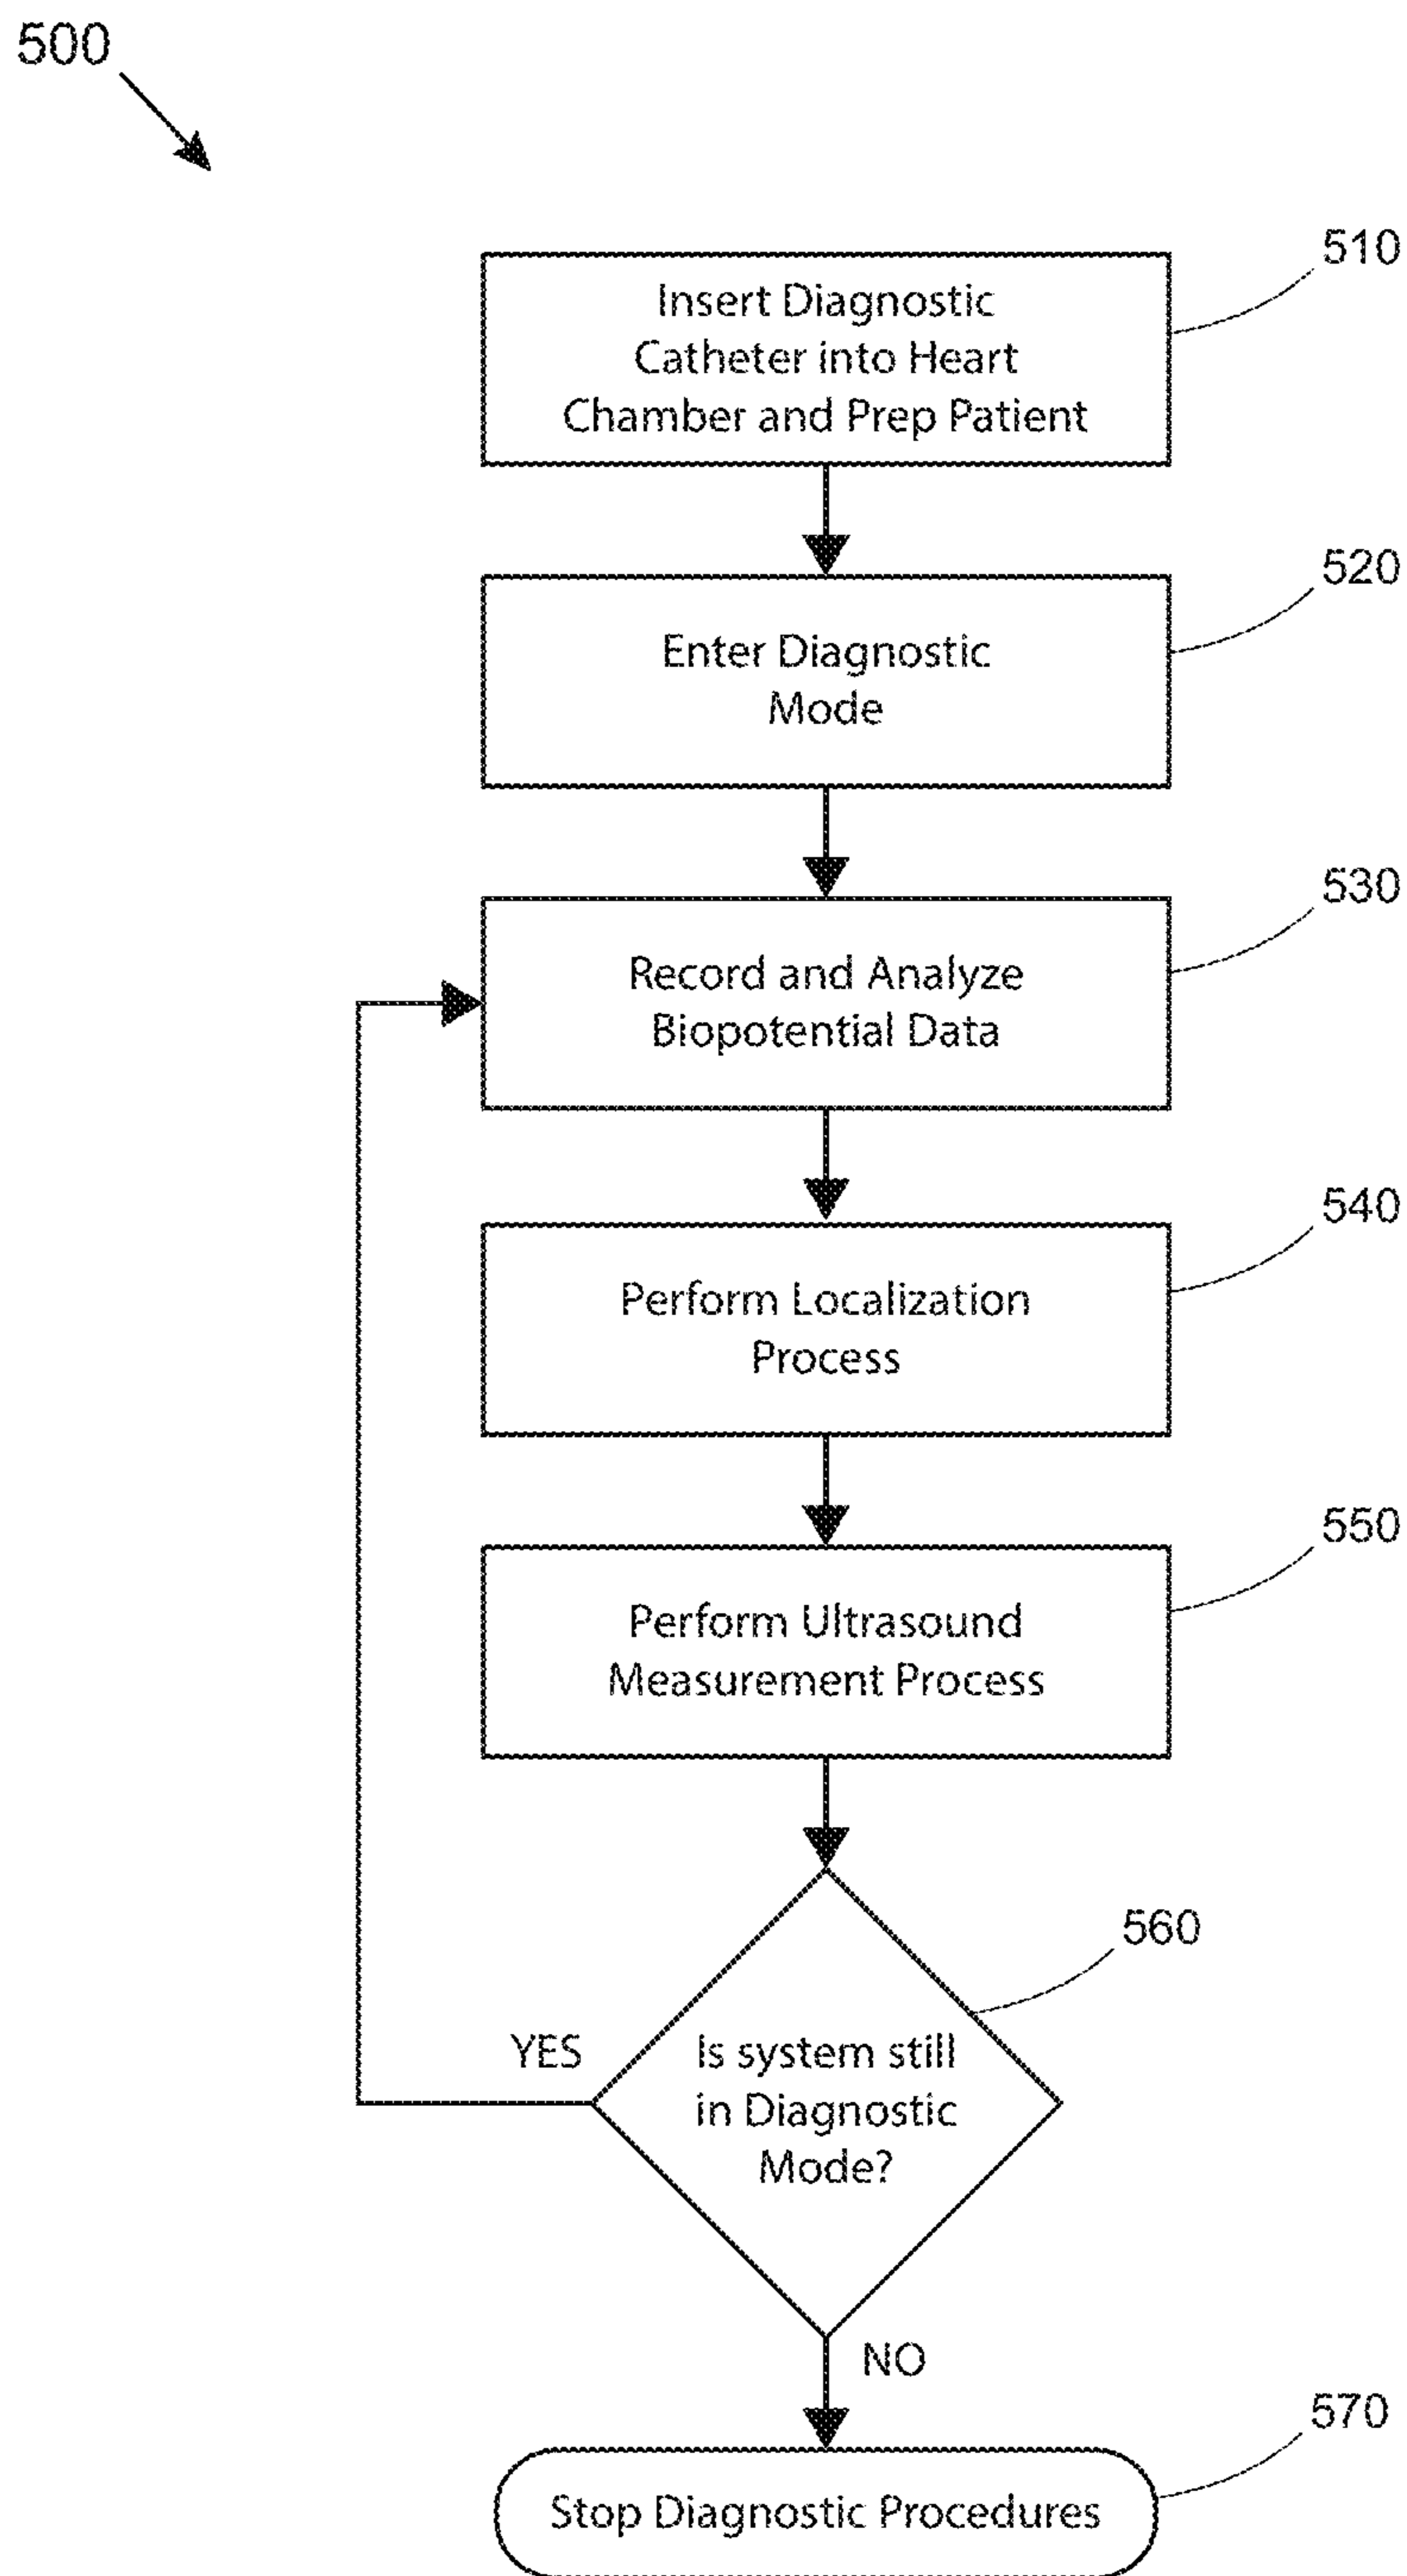 500
510
Insert Diagnostic
Catheter into Heart
Chamber and Prep Patient
520
Enter Diagnostic
Mode
530
Record and Analyze
Biopotential Data
540
Perform Localization
Process
550
Perform Ultrasound
Measurement Process
560
YES
Is system still
in Diagnostic
Mode?
NO
570
Stop Diagnostic Procedures